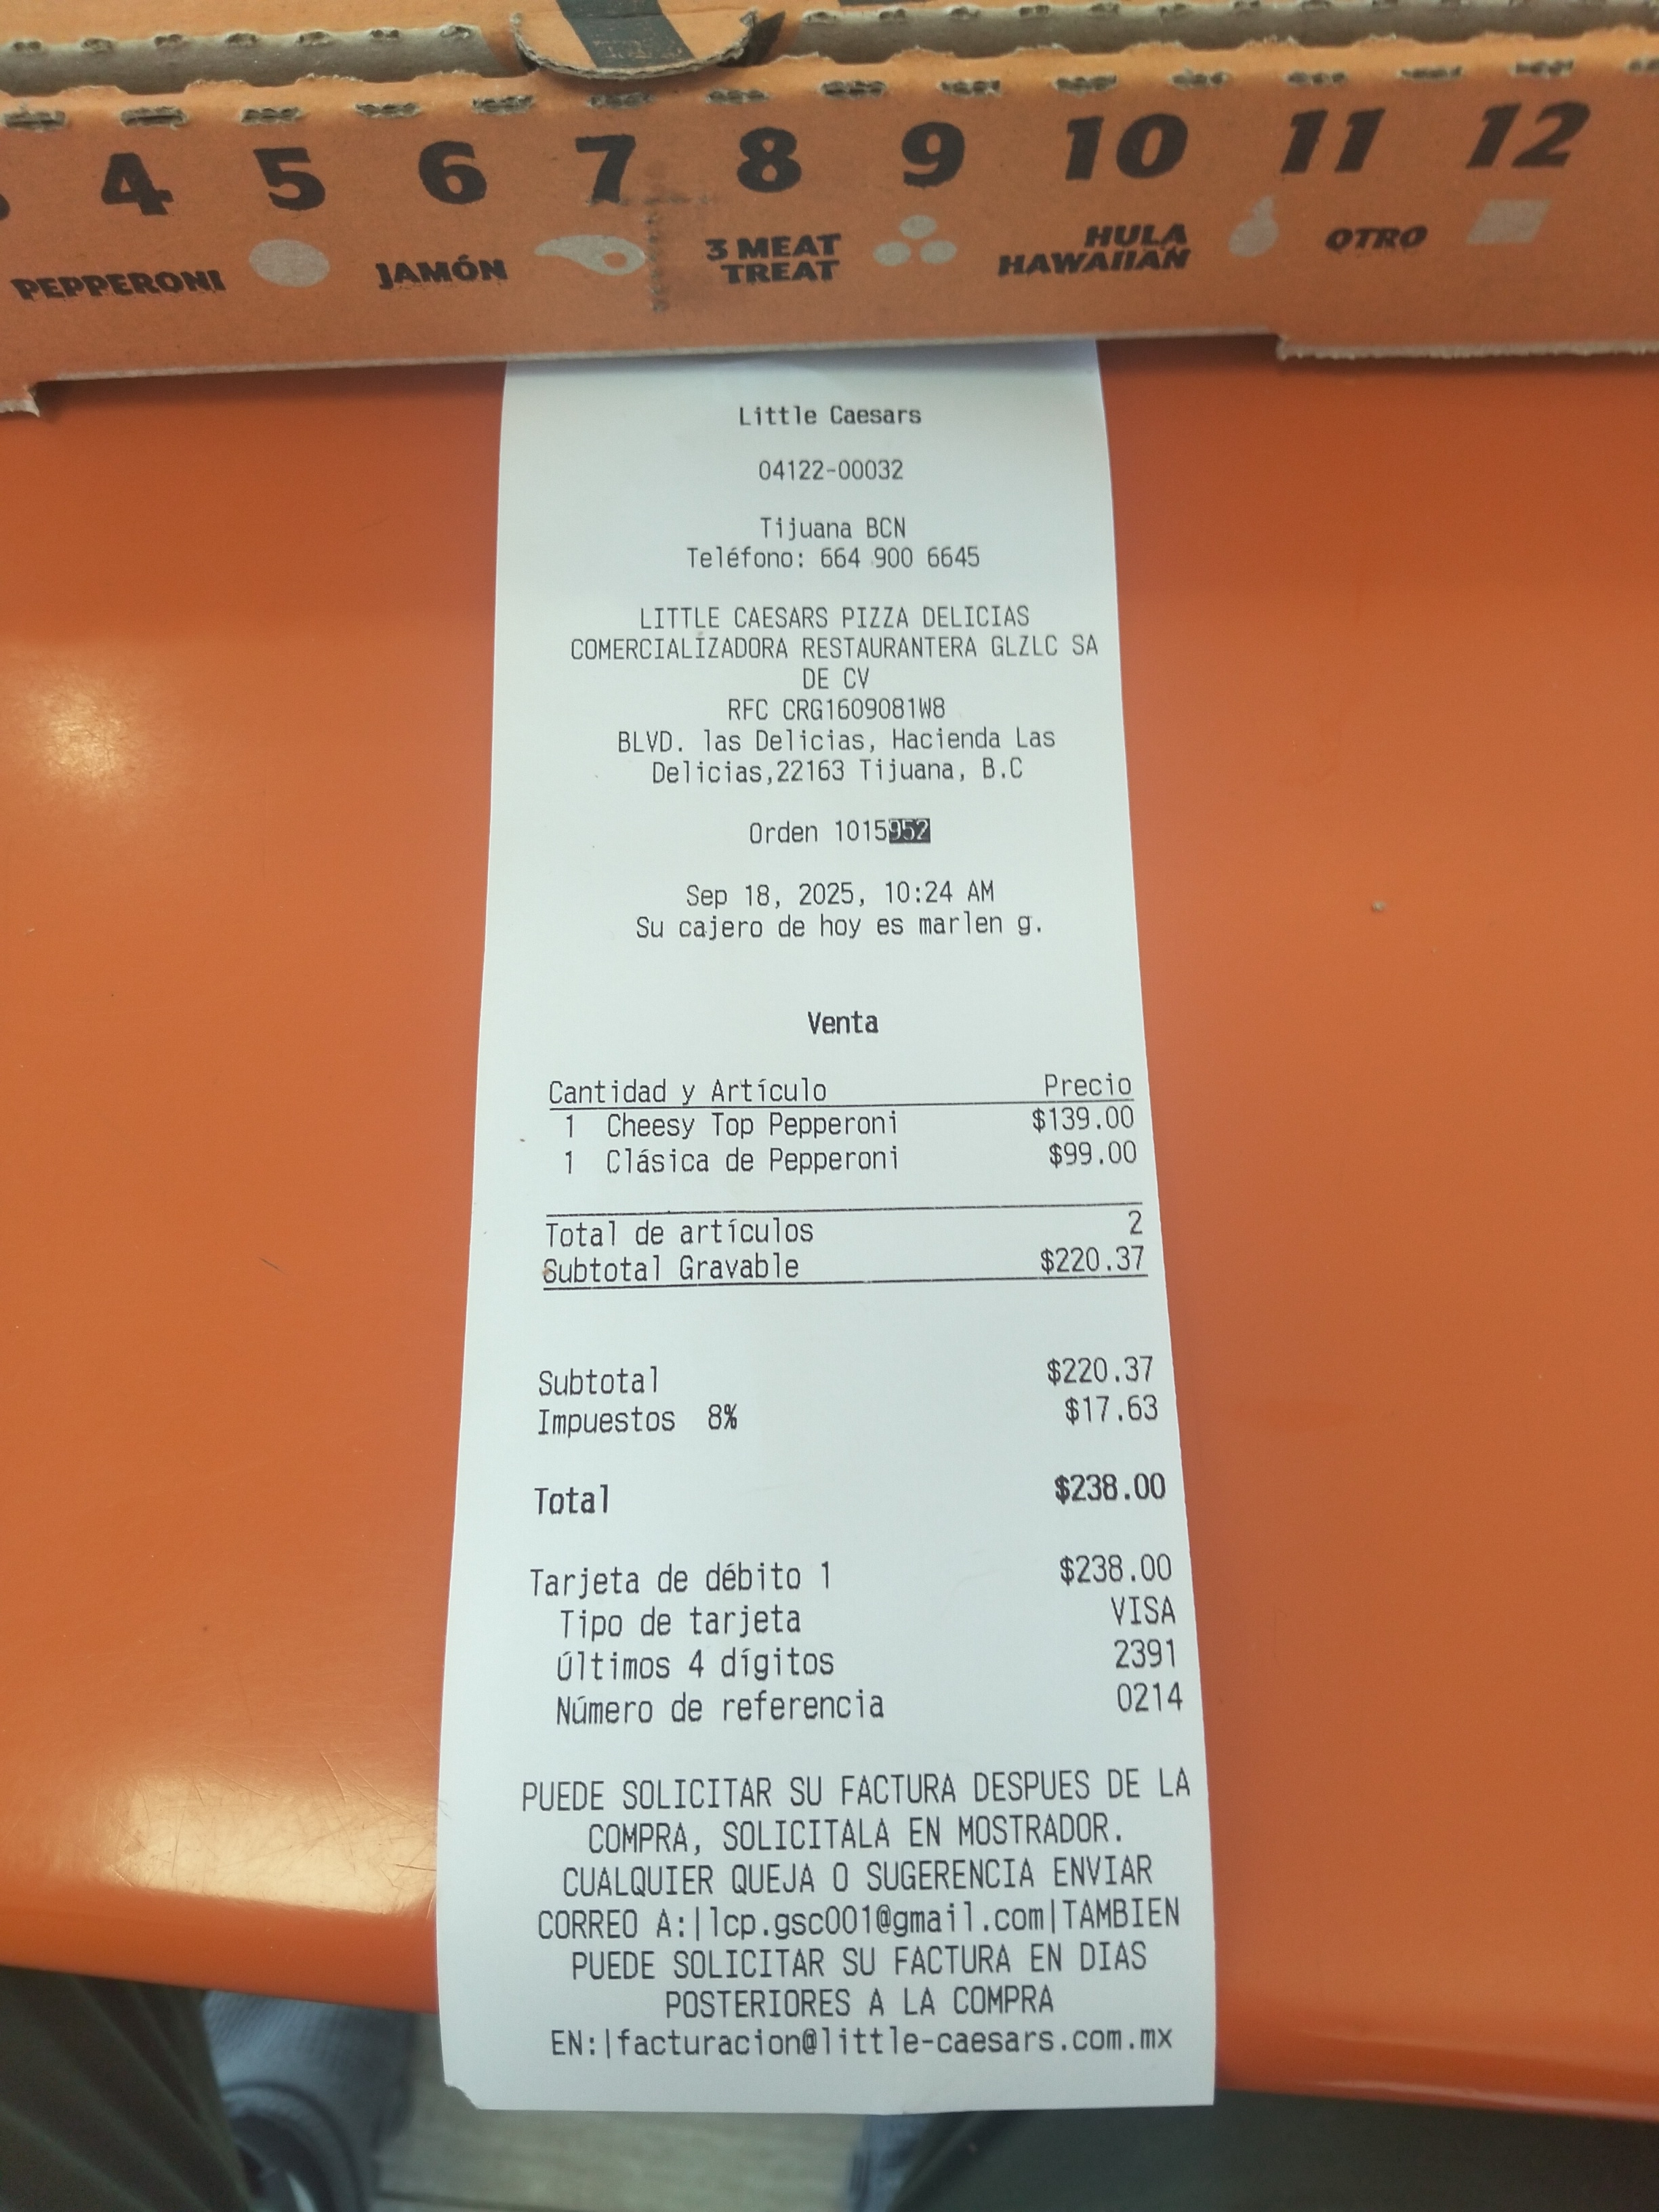 4 5 6 7 8 9 10 11 12
PEPPERONI JAMÓN 3 MEAT TREAT HULA HAWAIIAN OTRO
Little Caesars
04122-00032
Tijuana BCN
Teléfono: 664 900 6645
LITTLE CAESARS PIZZA DELICIAS
COMERCIALIZADORA RESTAURANTERA GLZLC SA
DE CV
RFC CRG1609081W8
BLVD. las Delicias, Hacienda Las
Delicias,22163 Tijuana, B.C
Orden 1015952
Sep 18, 2025, 10:24 AM
Su cajero de hoy es marlen g.
Venta
Cantidad y Artículo Precio
1 Cheesy Top Pepperoni $139.00
1 Clásica de Pepperoni $99.00
Total de artículos 2
Subtotal Gravable $220.37
Subtotal $220.37
Impuestos 8% $17.63
Total $238.00
Tarjeta de débito 1 $238.00
Tipo de tarjeta VISA
Últimos 4 dígitos 2391
Número de referencia 0214
PUEDE SOLICITAR SU FACTURA DESPUES DE LA
COMPRA, SOLICITALA EN MOSTRADOR.
CUALQUIER QUEJA O SUGERENCIA ENVIAR
CORREO A:|lcp.gsc001@gmail.com|TAMBIEN
PUEDE SOLICITAR SU FACTURA EN DIAS
POSTERIORES A LA COMPRA
EN:|facturacion@little-caesars.com.mx